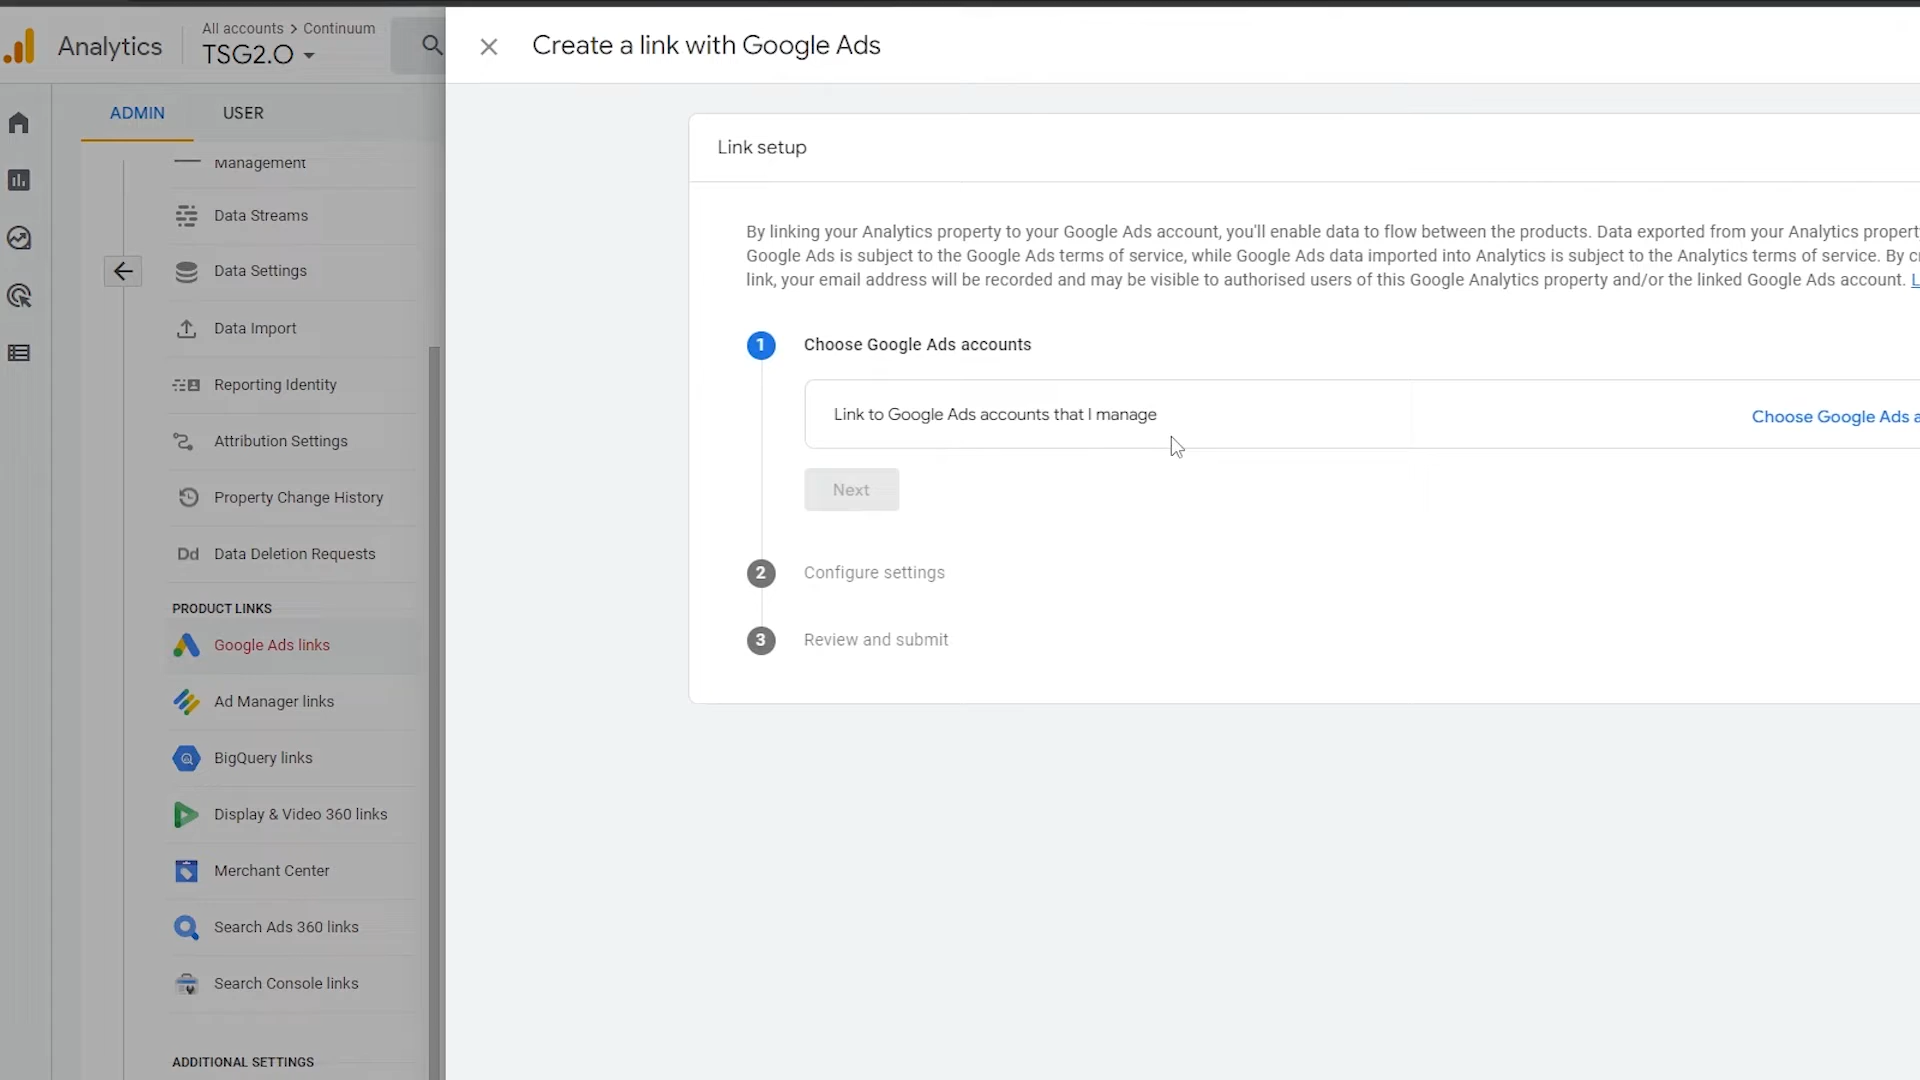 Analytics
All accounts > Continuum
TSG2.O
Create a link with Google Ads
ADMIN
USER
Management
Data Streams
Data Settings
Data Import
Reporting Identity
Attribution Settings
Property Change History
Dd Data Deletion Requests
PRODUCT LINKS
Google Ads links
Ad Manager links
BigQuery links
Display & Video 360 links
Merchant Center
Search Ads 360 links
Search Console links
ADDITIONAL SETTINGS
Link setup
By linking your Analytics property to your Google Ads account, you'll enable data to flow between the products. Data exported from your Analytics property
Google Ads is subject to the Google Ads terms of service, while Google Ads data imported into Analytics is subject to the Analytics terms of service. By c
link, your email address will be recorded and may be visible to authorised users of this Google Analytics property and/or the linked Google Ads account. L
1 Choose Google Ads accounts
Link to Google Ads accounts that I manage
Choose Google Ads a
Next
2 Configure settings
3 Review and submit